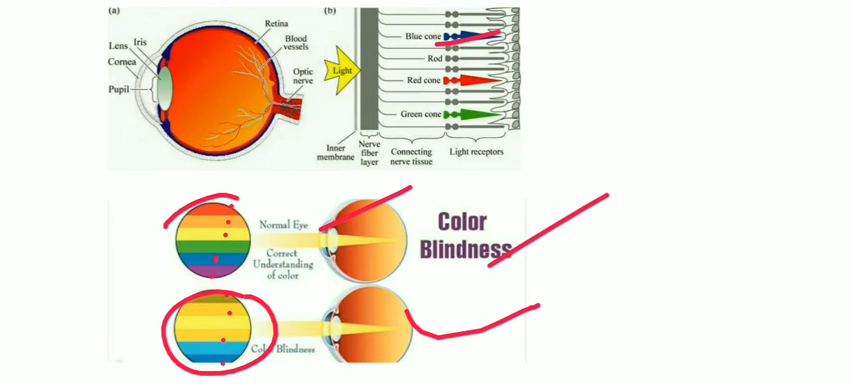 (a)
Retina
Blood
vessels
Lens
Iris
Cornea
Pupil
Optic
nerve
(b)
Light
Blue cone
Rod
Red cone
Green cone
Inner
membrane
Nerve
fiber
layer
Connecting
nerve tissue
Light receptors
Normal Eye
Correct
Understanding
of color
Color
Blindness
Color Blindness